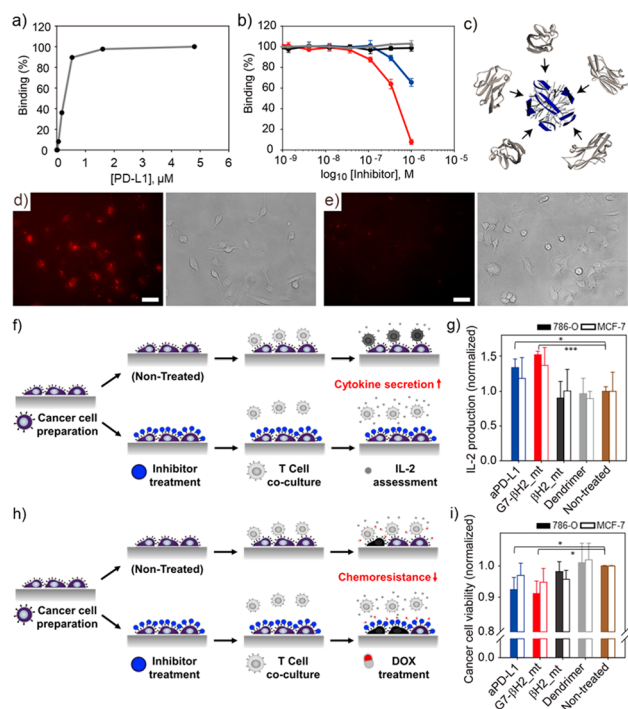 a)
Binding (%)
120
100
80
60
40
20
0
0 1 2 3 4 5 6
[PD-L1], µM
b)
Binding (%)
120
100
80
60
40
20
0
10-9 10-8 10-7 10-6 10-5
log10 [Inhibitor], M
c)
d)
e)
f)
Cancer cell
preparation
(Non-Treated)
Cytokine secretion
Inhibitor
treatment
T Cell
co-culture
IL-2
assessment
g)
786-O MCF-7
*
***
IL-2 production (normalized)
1.5
1.0
0.5
0.0
aPD-L1
G7-βH2_mt
βH2_mt
Dendrimer
Non-treated
h)
Cancer cell
preparation
(Non-Treated)
Chemoresistance
Inhibitor
treatment
T Cell
co-culture
DOX
treatment
i)
786-O MCF-7
*
*
Cancer cell viability (normalized)
1.0
0.9
0.8
0.0
aPD-L1
G7-βH2_mt
βH2_mt
Dendrimer
Non-treated